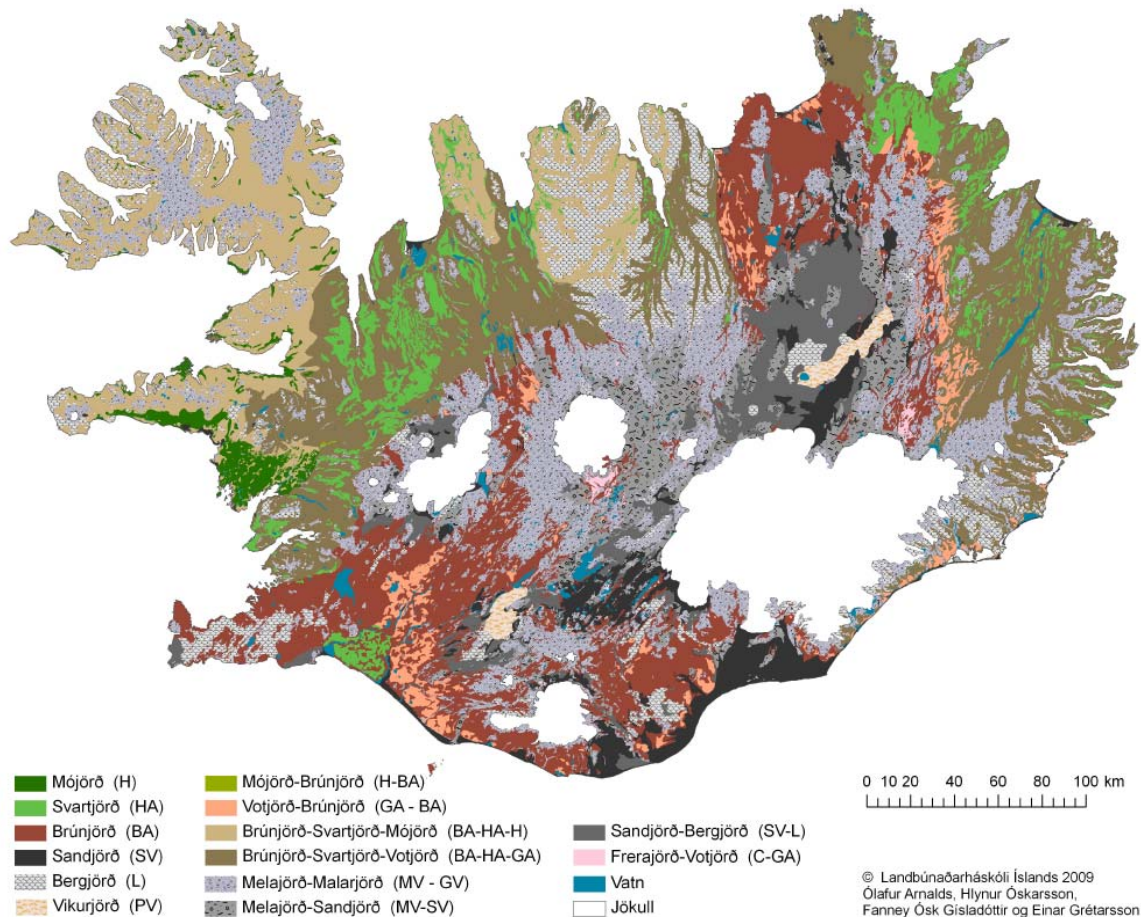 Mójörð (H)
Svartjörð (HA)
Brúnjörð (BA)
Sandjörð (SV)
Bergjörð (L)
Vikurjörð (PV)
Mójörð-Brúnjörð (H-BA)
Votjörð-Brúnjörð (GA - BA)
Brúnjörð-Svartjörð-Mójörð (BA-HA-H)
Brúnjörð-Svartjörð-Votjörð (BA-HA-GA)
Melajörð-Malarjörð (MV - GV)
Melajörð-Sandjörð (MV-SV)
Sandjörð-Bergjörð (SV-L)
Frerajörð-Votjörð (C-GA)
Vatn
Jökull
0 10 20 40 60 80 100 km
© Landbúnaðarháskóli Íslands 2009
Ólafur Arnalds, Hlynur Óskarsson,
Fanney Ósk Gísladóttir og Einar Grétarsson